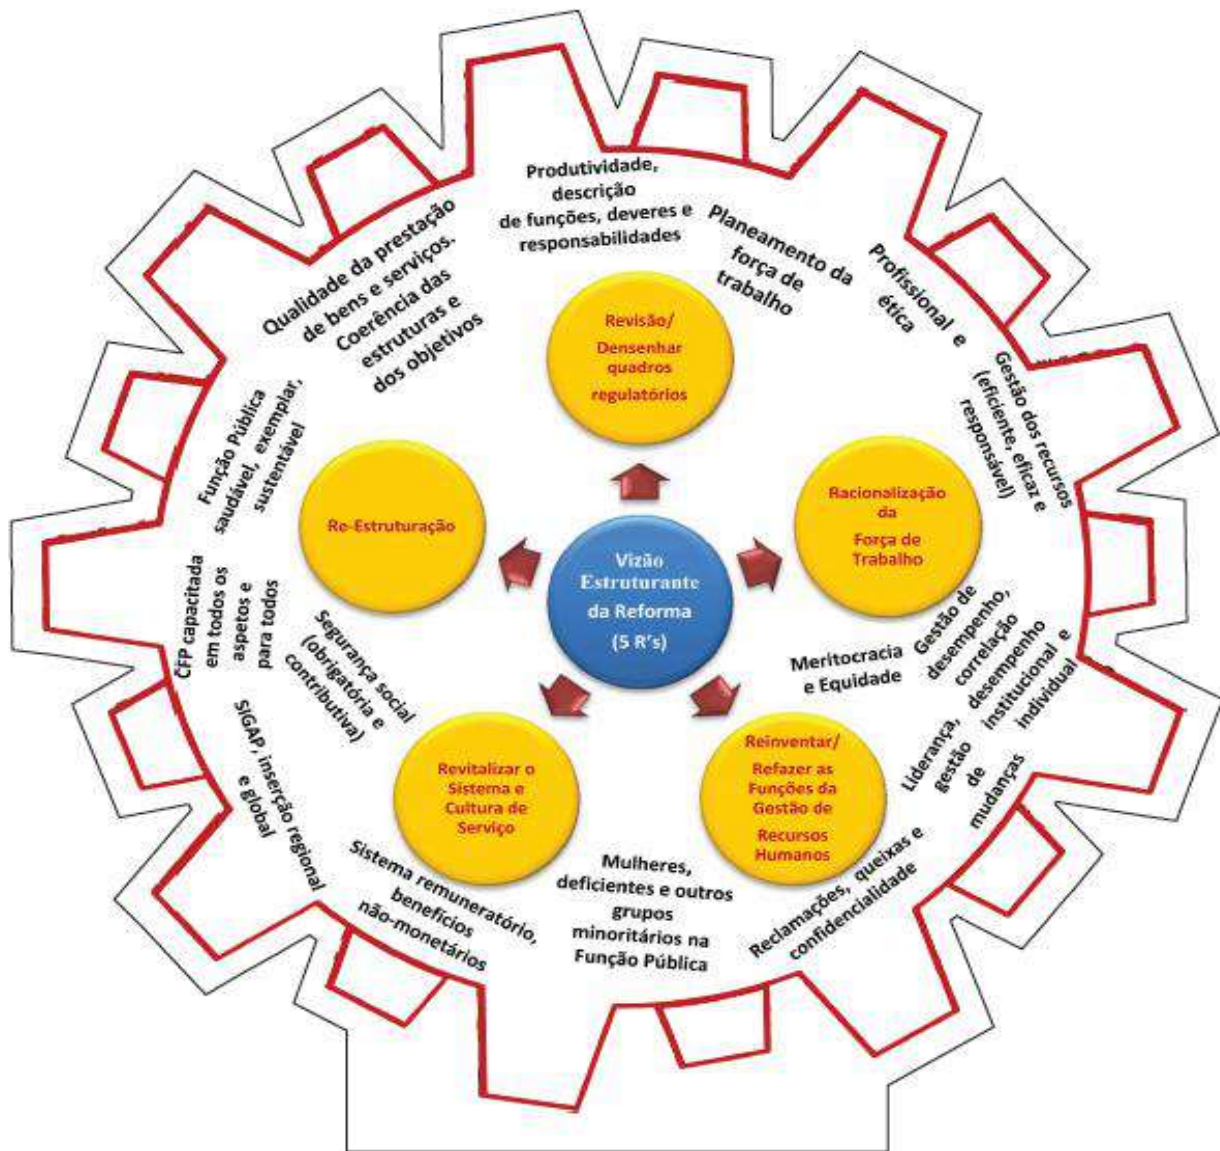 Produtividade,
descrição
de funções, deveres e
responsabilidades
Planeamento da
força de
trabalho
Profissional e
ética
Gestão dos recursos
(eficiente, eficaz e
responsável)
Qualidade da prestação
de bens e serviços.
Coerência das
estruturas e
dos objetivos
Função Pública
saudável, exemplar,
sustentável
CFP capacitada
em todos os
aspetos e
para todos
Segurança social
(obrigatória e
contributiva)
SIGAP, inserção regional
e global
Sistema remuneratório,
benefícios
não-monetários
Mulheres,
deficientes e outros
grupos
minoritários na
Função Pública
Reclamações, queixas e
confidencialidade
Liderança,
gestão
de
mudanças
Gestão de
desempenho,
correlação
desempenho
institucional e
individual
Meritocracia
e Equidade
Revisão/
Densenhar
quadros
regulatórios
Racionalização
da
Força de
Trabalho
Reinventar/
Refazer as
Funções da
Gestão de
Recursos
Humanos
Revitalizar o
Sistema e
Cultura de
Serviço
Re-Estruturação
Vizão
Estruturante
da Reforma
(5 R's)